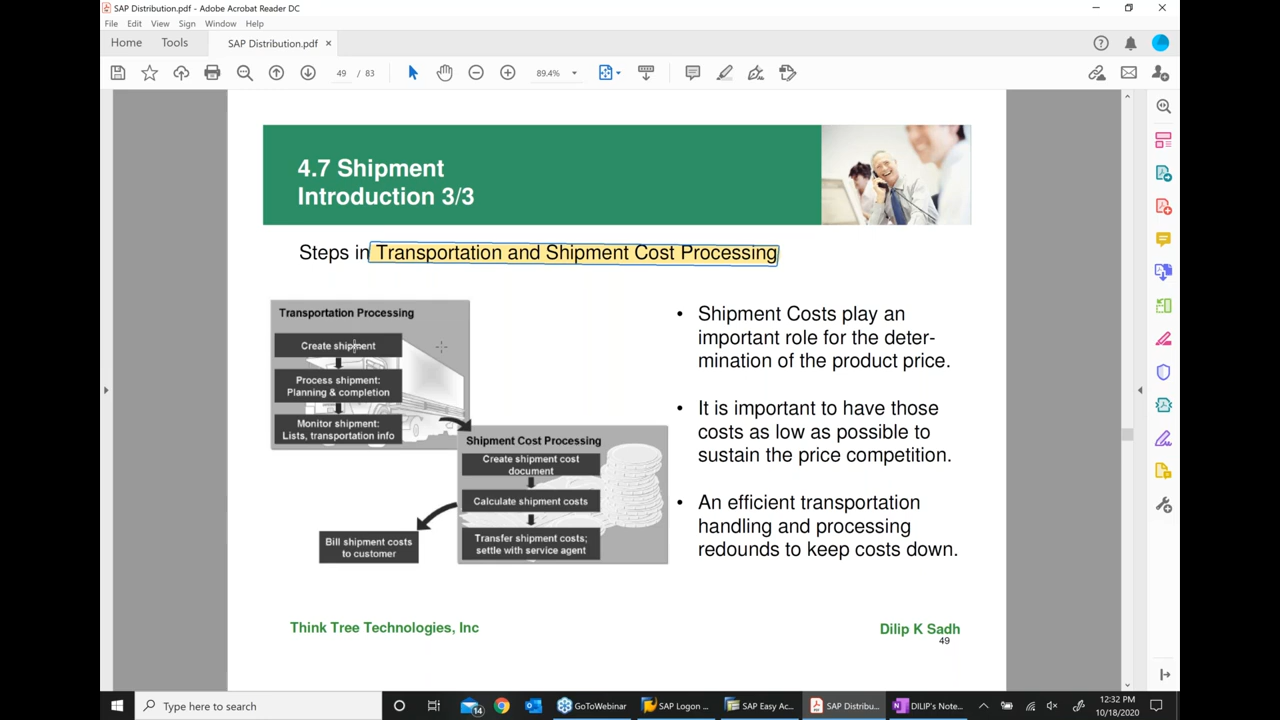 SAP Distribution.pdf - Adobe Acrobat Reader DC
File Edit View Sign Window Help
Home Tools SAP Distribution.pdf ×
49 / 83 89.4%
4.7 Shipment
Introduction 3/3
Steps in Transportation and Shipment Cost Processing
Transportation Processing
Create shipment
Process shipment:
Planning & completion
Monitor shipment:
Lists, transportation info
Shipment Cost Processing
Create shipment cost
document
Calculate shipment costs
Transfer shipment costs;
settle with service agent
Bill shipment costs
to customer
• Shipment Costs play an
important role for the deter-
mination of the product price.
• It is important to have those
costs as low as possible to
sustain the price competition.
• An efficient transportation
handling and processing
redounds to keep costs down.
Think Tree Technologies, Inc
Dilip K Sadh
49
Type here to search
14
GoToWebinar
SAP Logon ...
SAP Easy Ac...
SAP Distribu...
DILIP's Note...
12:32 PM
10/18/2020